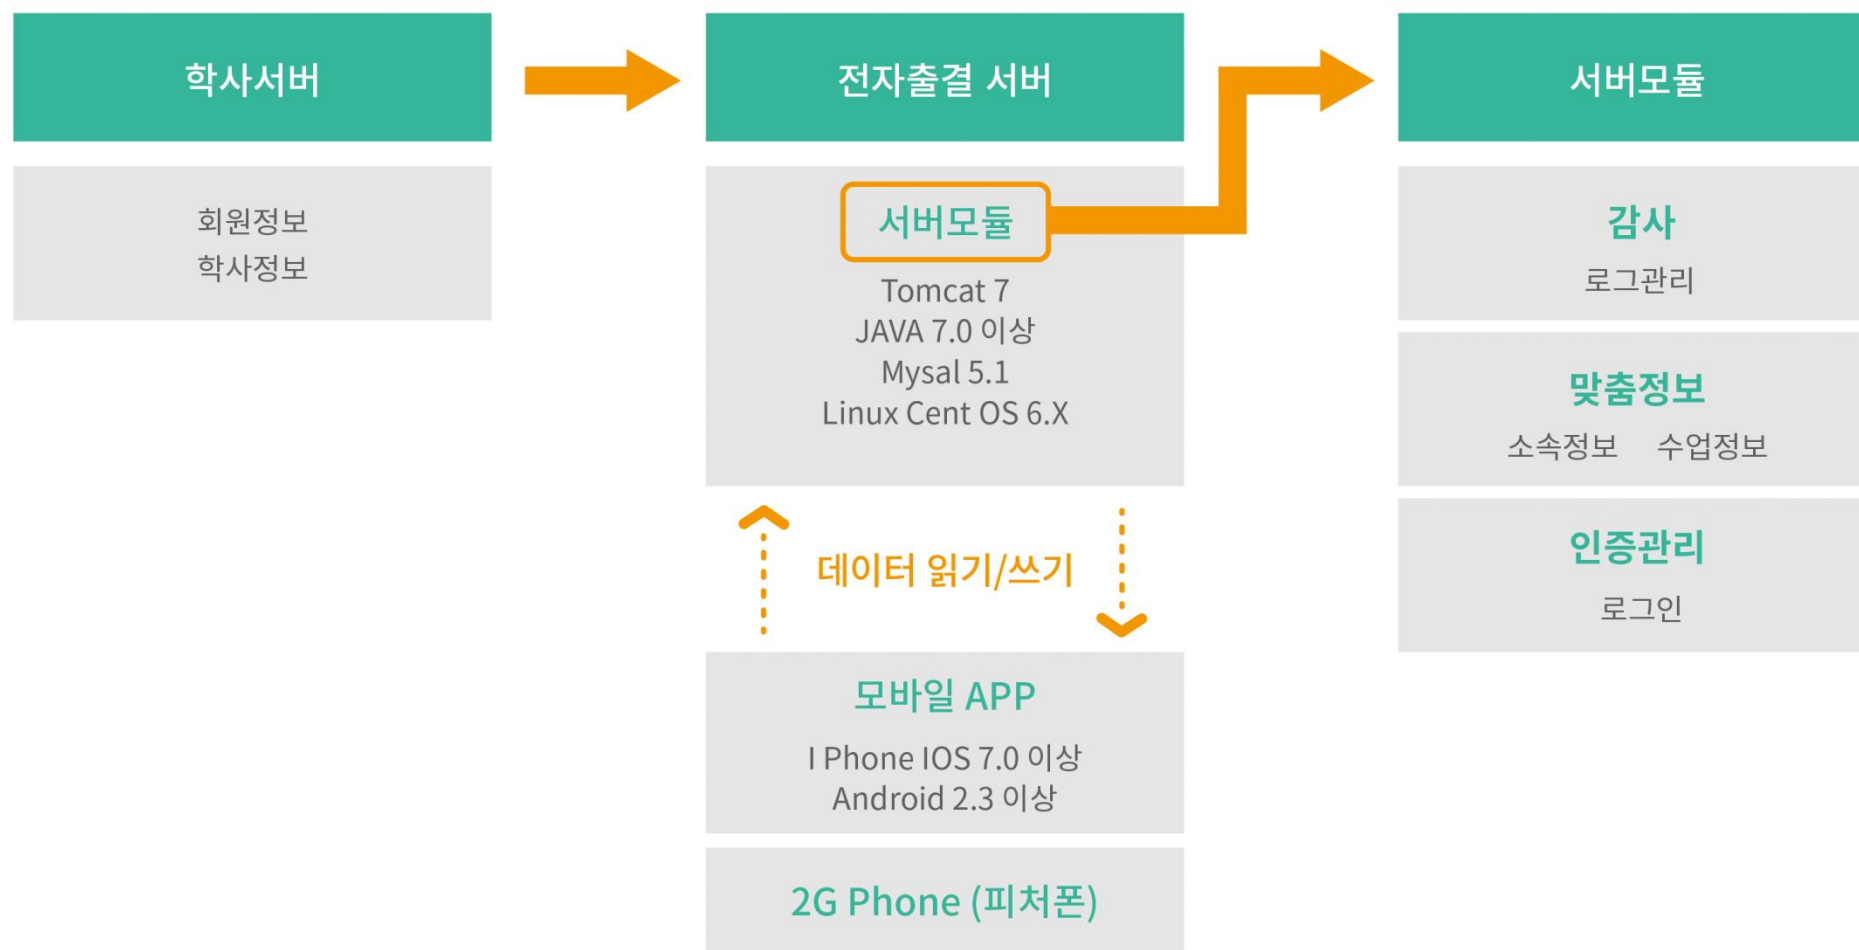 학사서버
회원정보
학사정보
전자출결 서버
서버모듈
Tomcat 7
JAVA 7.0 이상
Mysal 5.1
Linux Cent OS 6.X
데이터 읽기/쓰기
모바일 APP
I Phone IOS 7.0 이상
Android 2.3 이상
2G Phone (피처폰)
서버모듈
감사
로그관리
맞춤정보
소속정보 수업정보
인증관리
로그인